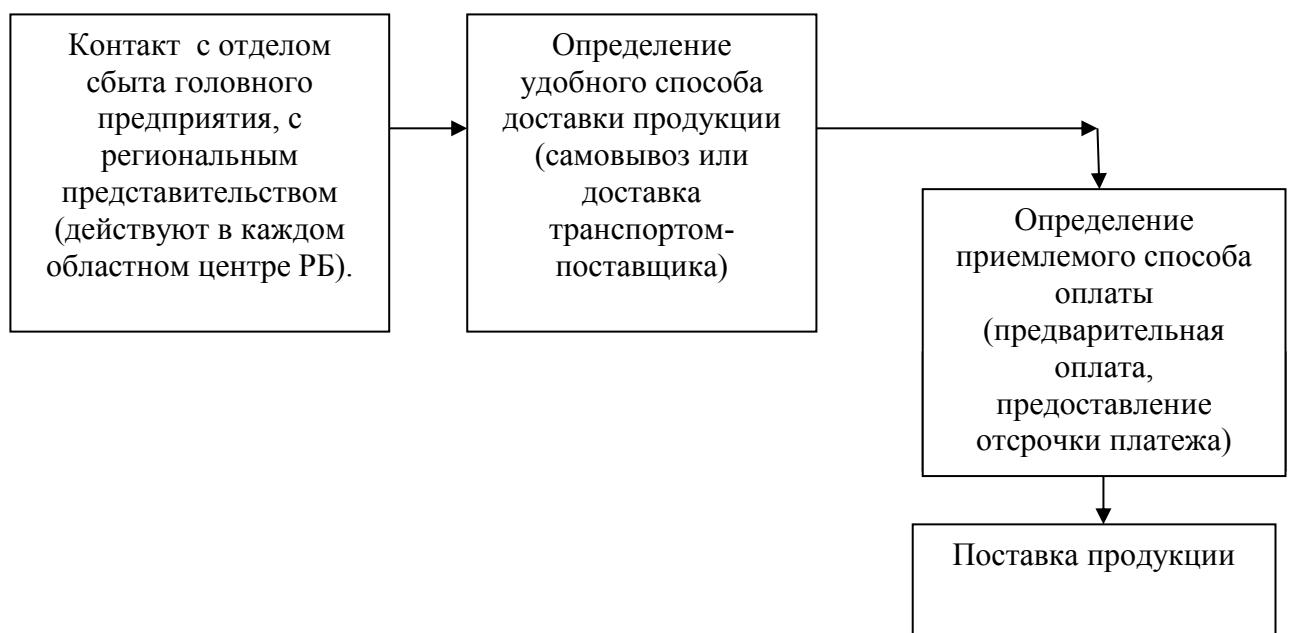 Контакт с отделом
сбыта головного
предприятия, с
региональным
представительством
(действуют в каждом
областном центре РБ).
Определение
удобного способа
доставки продукции
(самовывоз или
доставка
транспортом-
поставщика)
Определение
приемлемого способа
оплаты
(предварительная
оплата,
предоставление
отсрочки платежа)
Поставка продукции